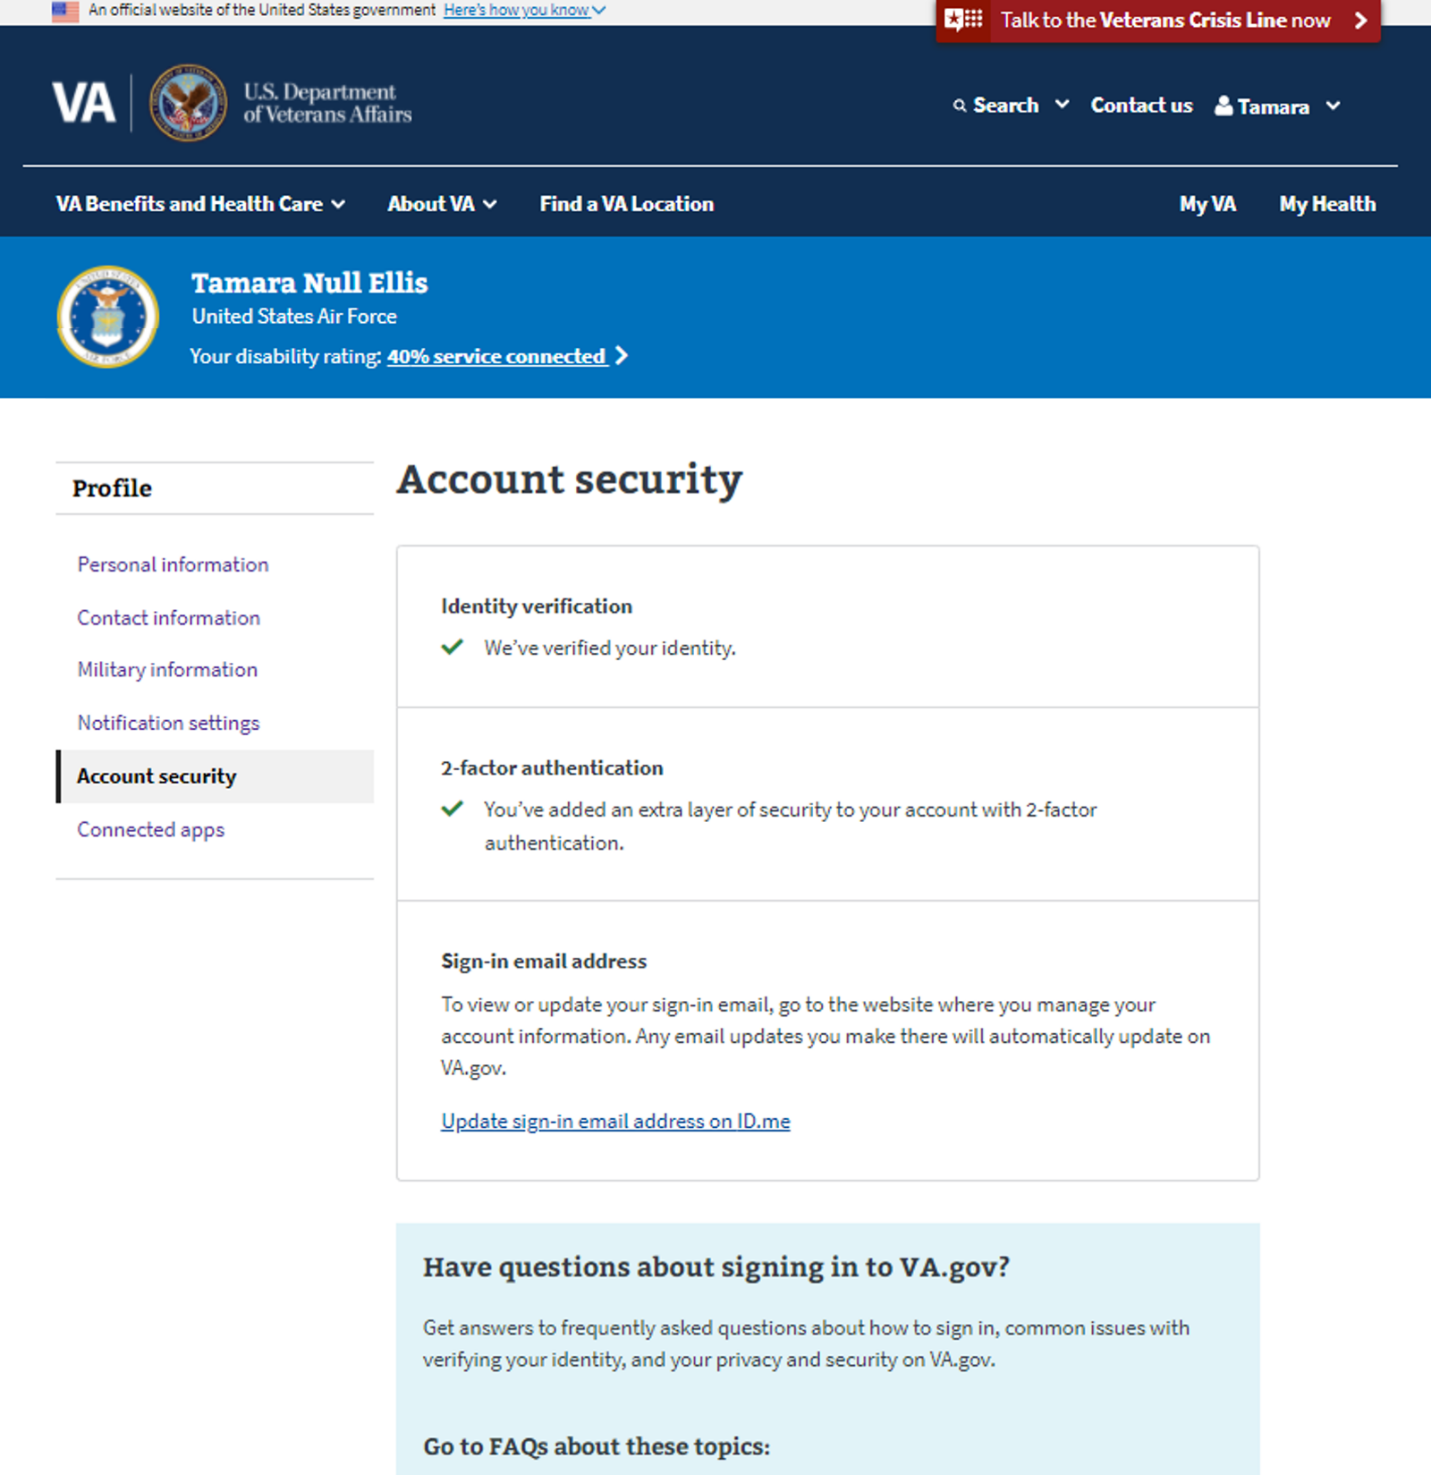 An official website of the United States government Here's how you know
Talk to the Veterans Crisis Line now
VA
U.S. Department
of Veterans Affairs
Search
Contact us
Tamara
VA Benefits and Health Care
About VA
Find a VA Location
My VA
My Health
Tamara Null Ellis
United States Air Force
Your disability rating: 40% service connected
Profile
Personal information
Contact information
Military information
Notification settings
Account security
Connected apps
Account security
Identity verification
We've verified your identity.
2-factor authentication
You've added an extra layer of security to your account with 2-factor
authentication.
Sign-in email address
To view or update your sign-in email, go to the website where you manage your
account information. Any email updates you make there will automatically update on
VA.gov.
Update sign-in email address on ID.me
Have questions about signing in to VA.gov?
Get answers to frequently asked questions about how to sign in, common issues with
verifying your identity, and your privacy and security on VA.gov.
Go to FAQs about these topics: